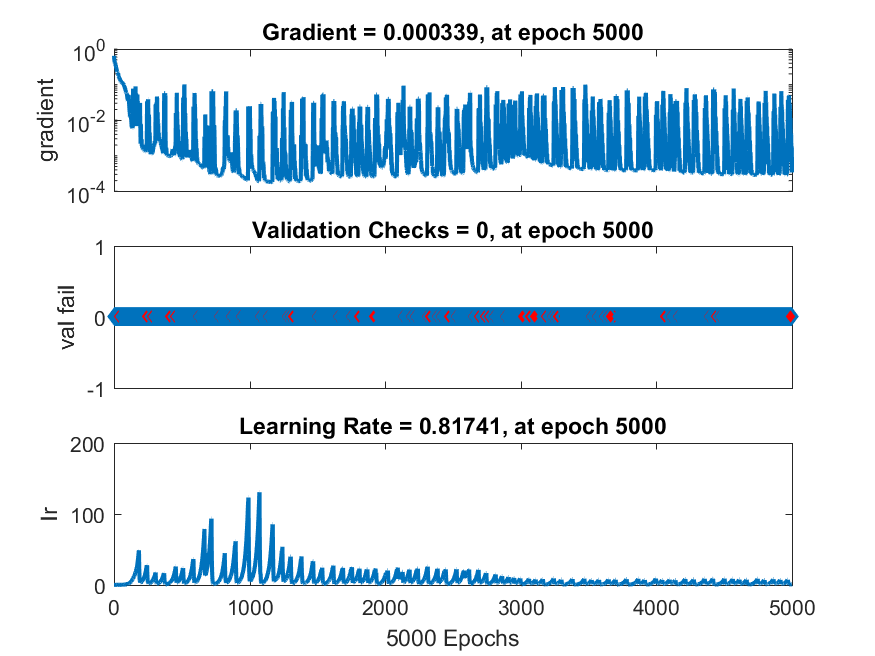 Gradient = 0.000339, at epoch 5000
10^0
10^-2
10^-4
gradient
Validation Checks = 0, at epoch 5000
1
0
-1
val fail
Learning Rate = 0.81741, at epoch 5000
200
100
0
lr
0 1000 2000 3000 4000 5000
5000 Epochs